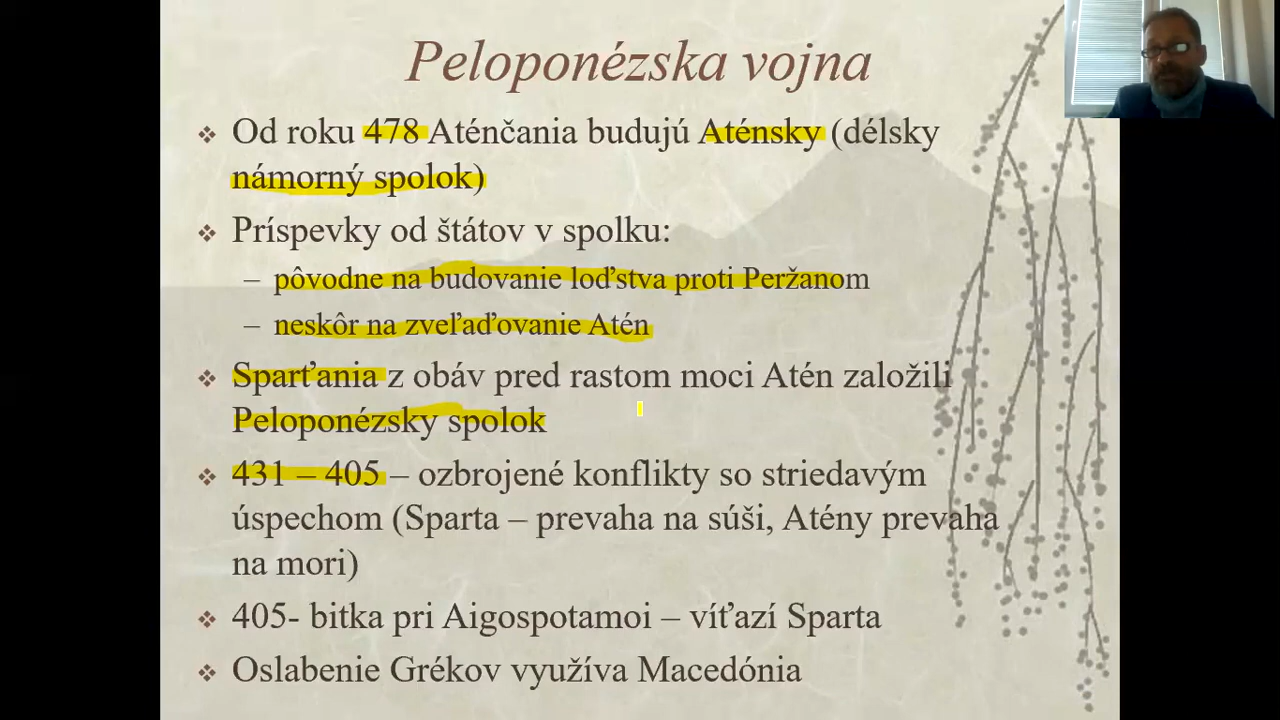 Peloponézska vojna
Od roku 478 Aténčania budujú Aténsky (délsky
námorný spolok)
Príspevky od štátov v spolku:
– pôvodne na budovanie loďstva proti Peržanom
– neskôr na zveľaďovanie Atén
Sparťania z obáv pred rastom moci Atén založili
Peloponézsky spolok
431 – 405 – ozbrojené konflikty so striedavým
úspechom (Sparta – prevaha na súši, Atény prevaha
na mori)
405- bitka pri Aigospotamoi – víťazí Sparta
Oslabenie Grékov využíva Macedónia